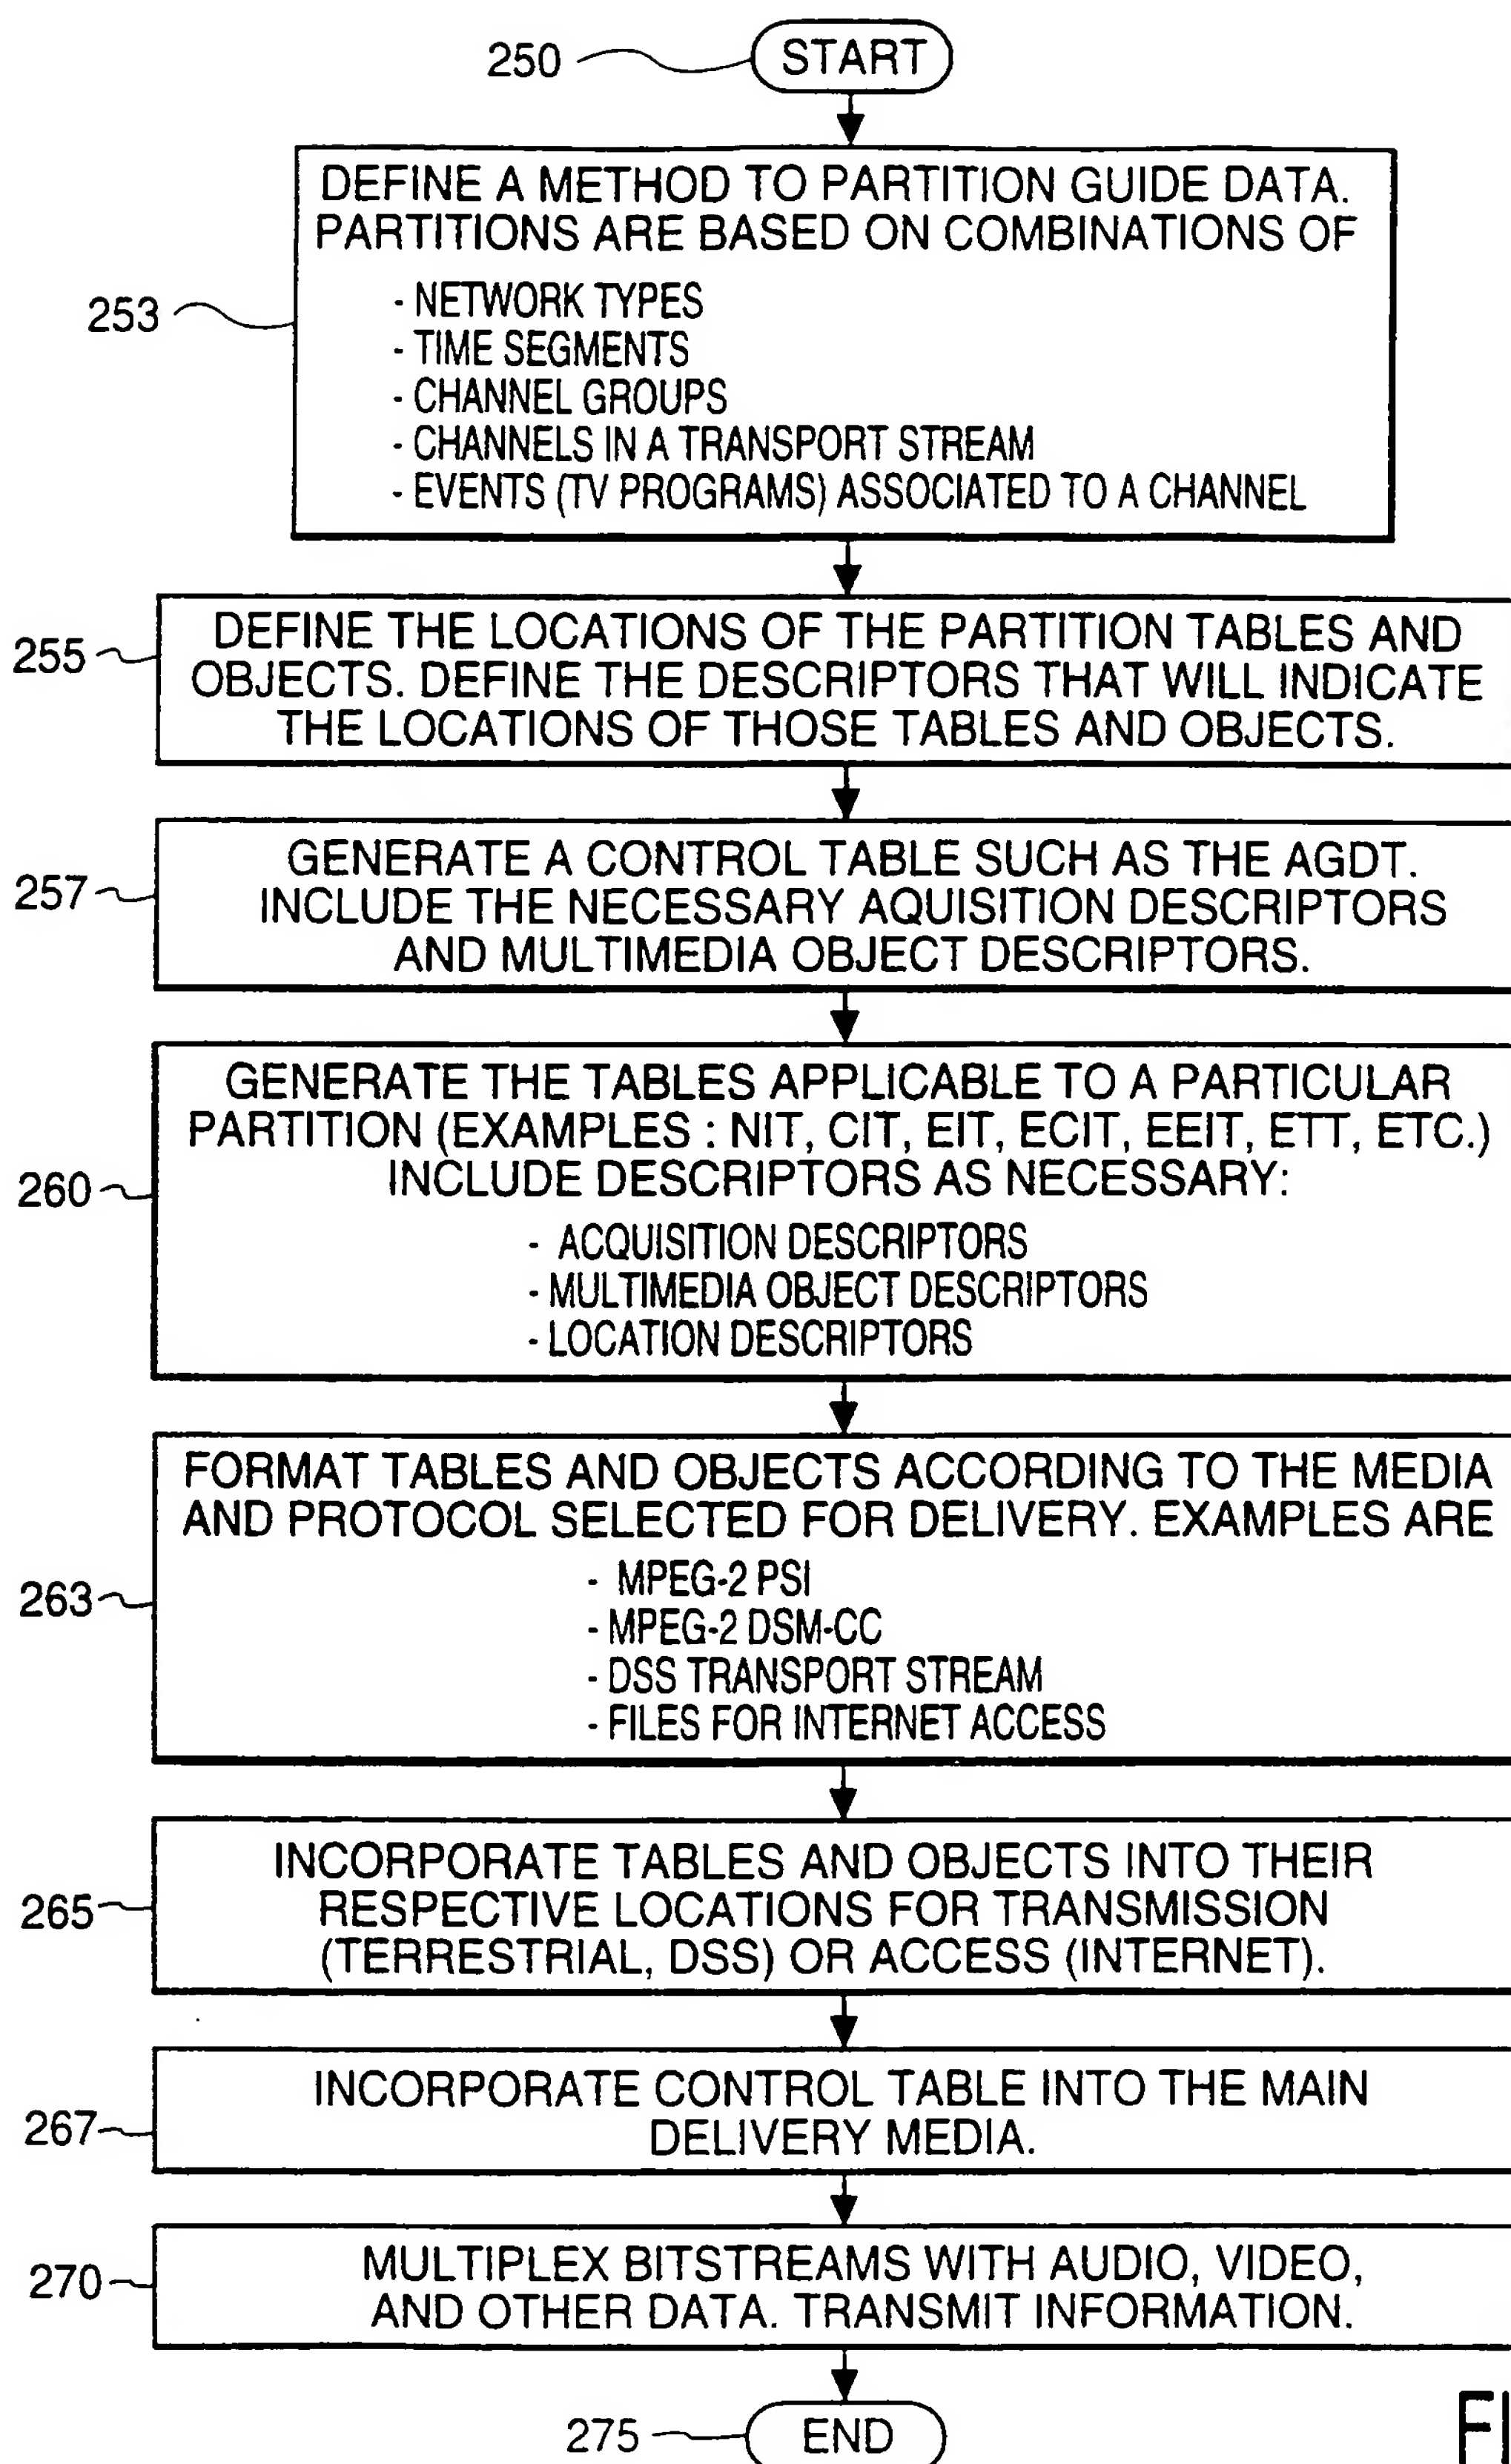 250 START
DEFINE A METHOD TO PARTITION GUIDE DATA.
PARTITIONS ARE BASED ON COMBINATIONS OF
- NETWORK TYPES
- TIME SEGMENTS
- CHANNEL GROUPS
- CHANNELS IN A TRANSPORT STREAM
- EVENTS (TV PROGRAMS) ASSOCIATED TO A CHANNEL
253
DEFINE THE LOCATIONS OF THE PARTITION TABLES AND
OBJECTS. DEFINE THE DESCRIPTORS THAT WILL INDICATE
THE LOCATIONS OF THOSE TABLES AND OBJECTS.
255
GENERATE A CONTROL TABLE SUCH AS THE AGDT.
INCLUDE THE NECESSARY AQUISITION DESCRIPTORS
AND MULTIMEDIA OBJECT DESCRIPTORS.
257
GENERATE THE TABLES APPLICABLE TO A PARTICULAR
PARTITION (EXAMPLES : NIT, CIT, EIT, ECIT, EEIT, ETT, ETC.)
INCLUDE DESCRIPTORS AS NECESSARY:
- ACQUISITION DESCRIPTORS
- MULTIMEDIA OBJECT DESCRIPTORS
- LOCATION DESCRIPTORS
260
FORMAT TABLES AND OBJECTS ACCORDING TO THE MEDIA
AND PROTOCOL SELECTED FOR DELIVERY. EXAMPLES ARE
- MPEG-2 PSI
- MPEG-2 DSM-CC
- DSS TRANSPORT STREAM
- FILES FOR INTERNET ACCESS
263
INCORPORATE TABLES AND OBJECTS INTO THEIR
RESPECTIVE LOCATIONS FOR TRANSMISSION
(TERRESTRIAL, DSS) OR ACCESS (INTERNET).
265
INCORPORATE CONTROL TABLE INTO THE MAIN
DELIVERY MEDIA.
267
MULTIPLEX BITSTREAMS WITH AUDIO, VIDEO,
AND OTHER DATA. TRANSMIT INFORMATION.
270
275 END